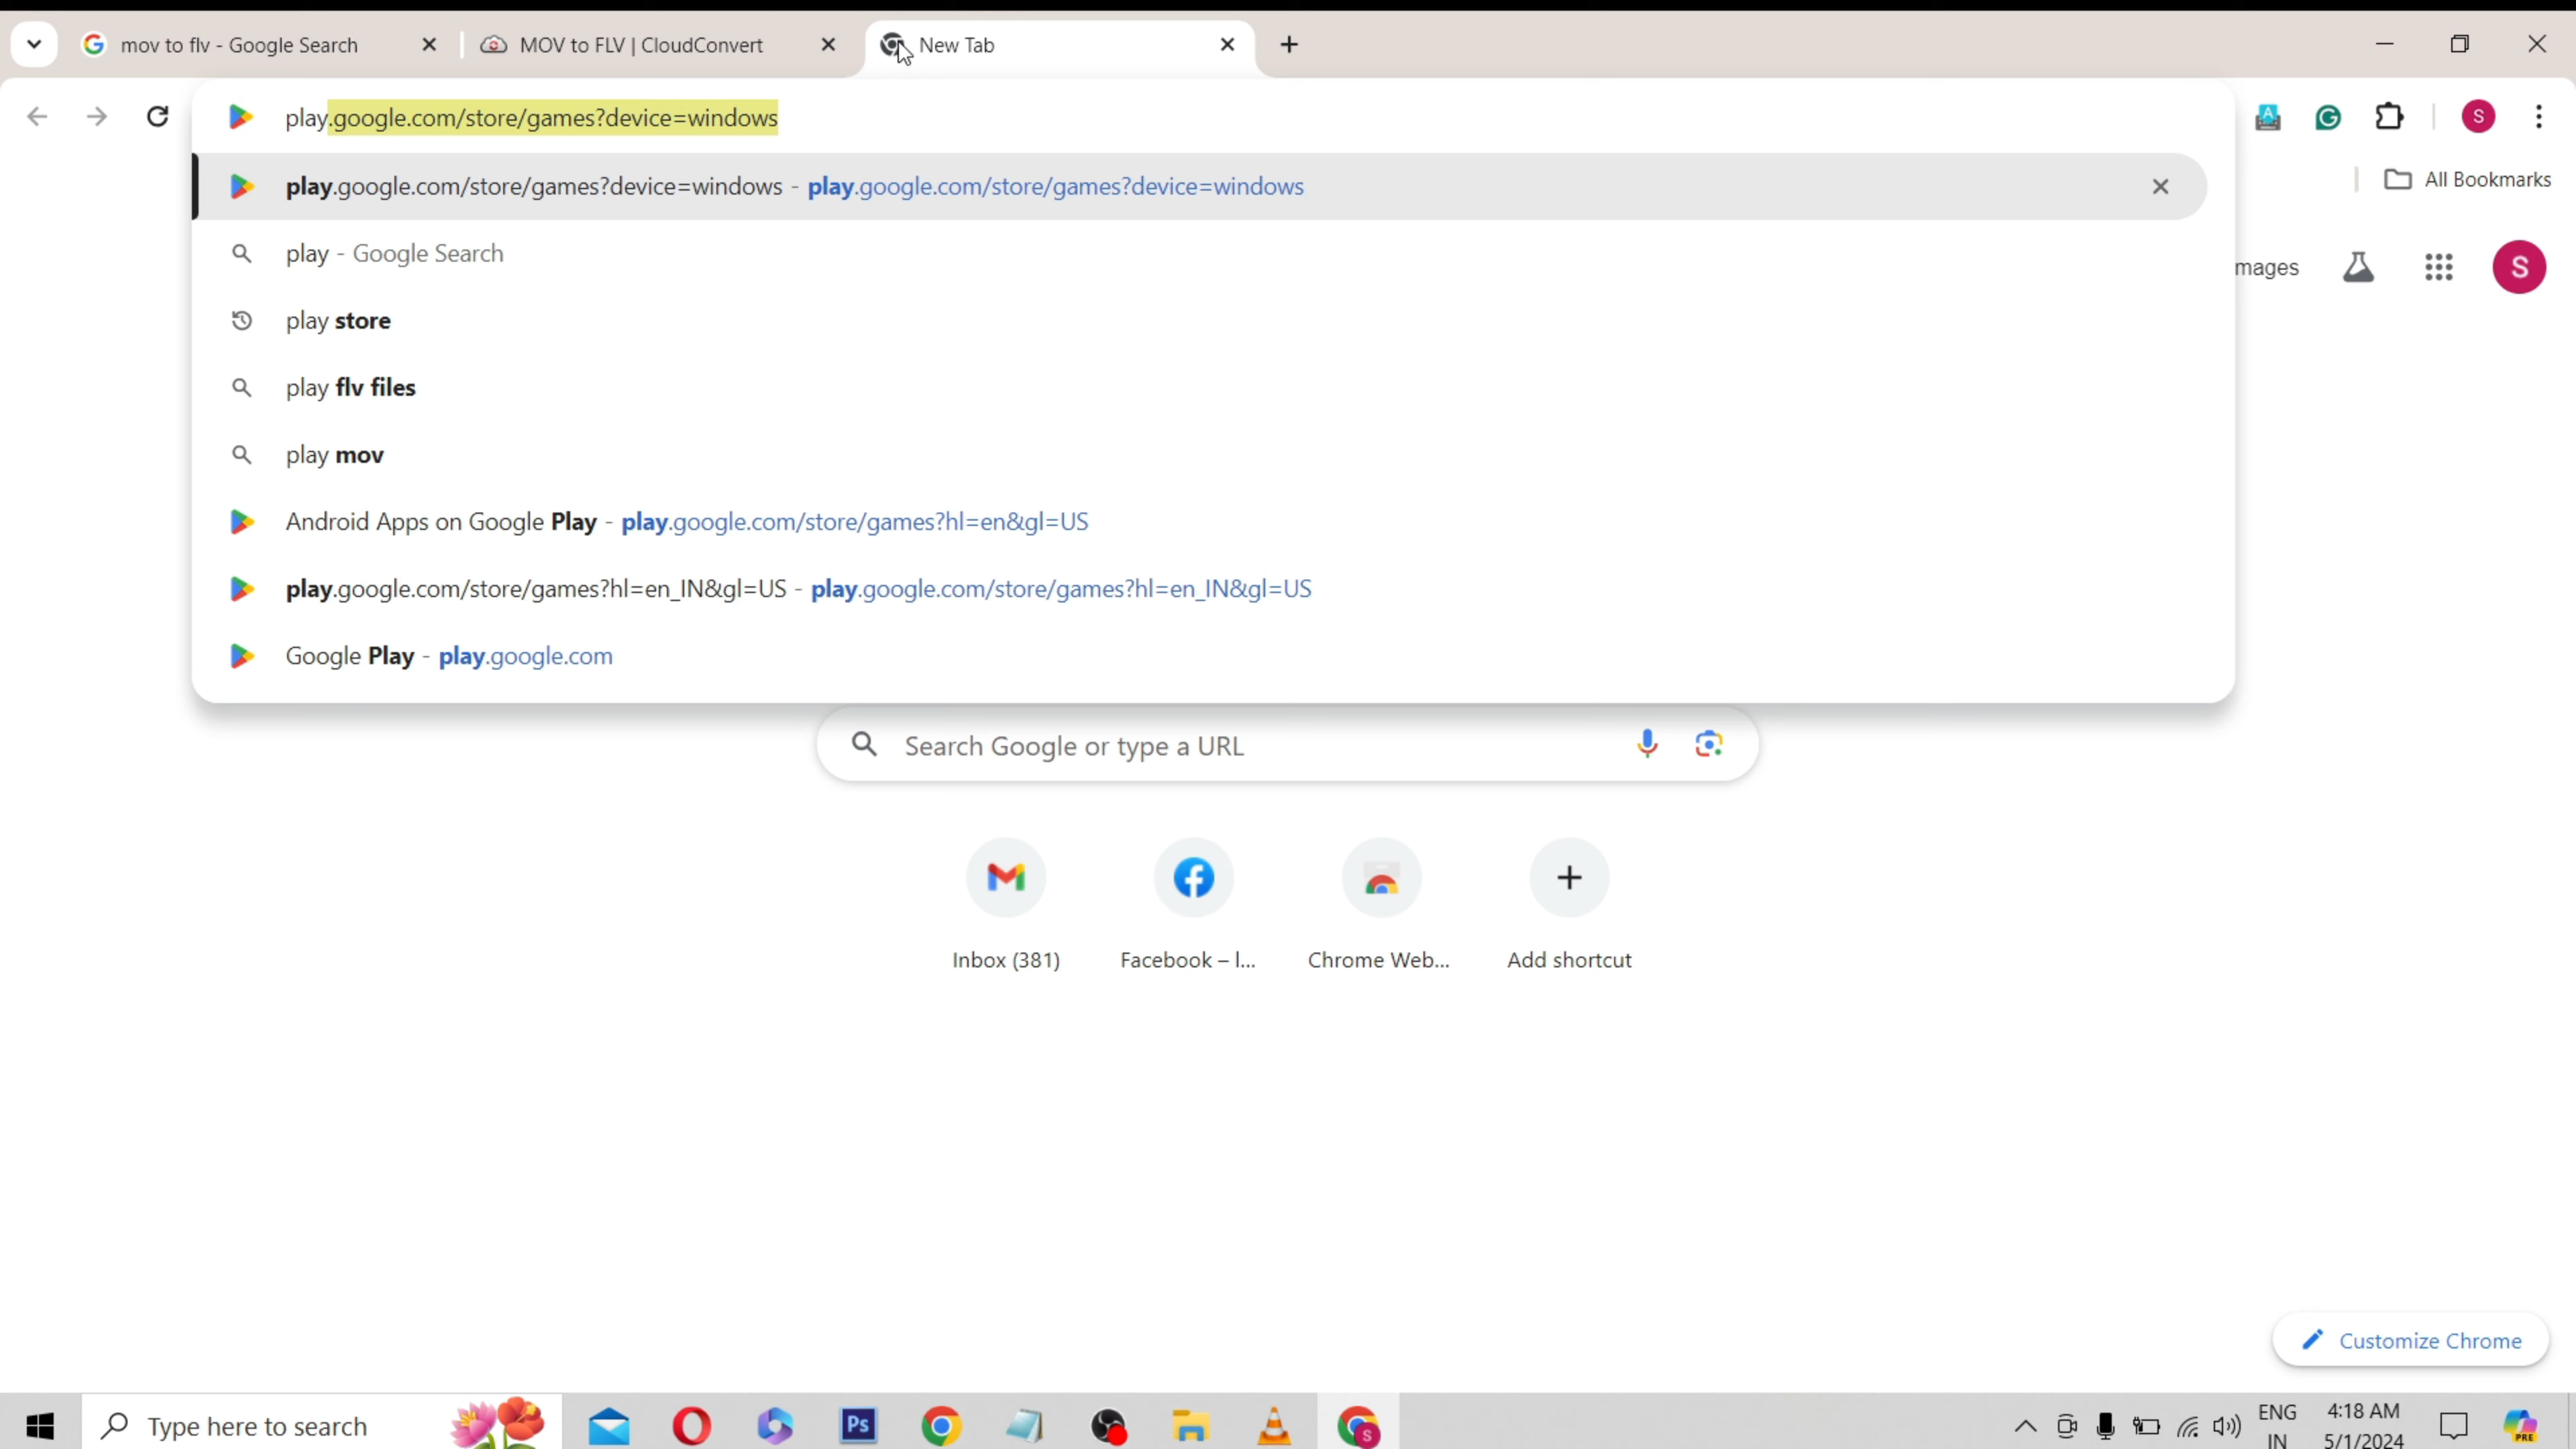 mov to flv - Google Search
MOV to FLV | CloudConvert
New Tab
play.google.com/store/games?device=windows
play.google.com/store/games?device=windows - play.google.com/store/games?device=windows
All Bookmarks
play - Google Search
mages
S
S
play store
play flv files
play mov
Android Apps on Google Play - play.google.com/store/games?hl=en&gl=US
play.google.com/store/games?hl=en_IN&gl=US - play.google.com/store/games?hl=en_IN&gl=US
Google Play - play.google.com
Search Google or type a URL
Inbox (381)
Facebook – l...
Chrome Web...
Add shortcut
Customize Chrome
Type here to search
Ps
S
ENG
IN
4:18 AM
5/1/2024
PRE